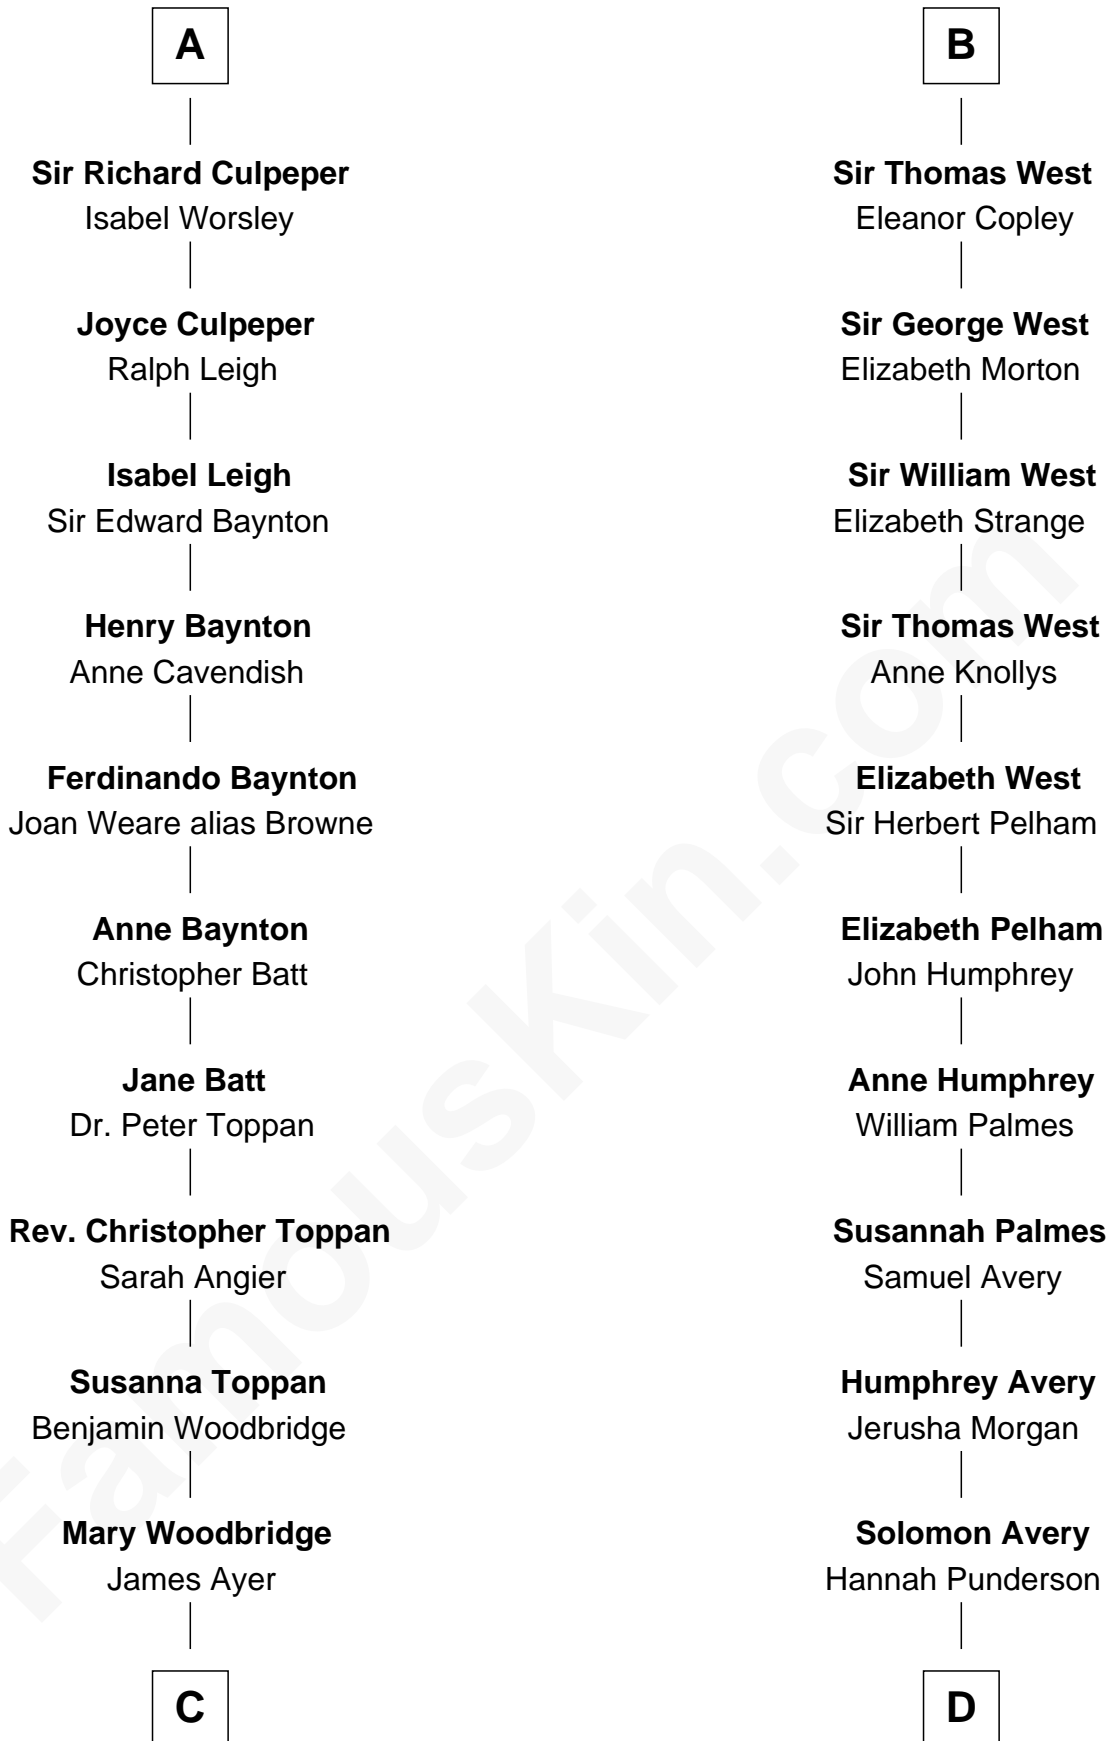 A
Sir Richard Culpeper
Isabel Worsley
Joyce Culpeper
Ralph Leigh
Isabel Leigh
Sir Edward Baynton
Henry Baynton
Anne Cavendish
Ferdinando Baynton
Joan Weare alias Browne
Anne Baynton
Christopher Batt
Jane Batt
Dr. Peter Toppan
Rev. Christopher Toppan
Sarah Angier
Susanna Toppan
Benjamin Woodbridge
Mary Woodbridge
James Ayer
C
B
Sir Thomas West
Eleanor Copley
Sir George West
Elizabeth Morton
Sir William West
Elizabeth Strange
Sir Thomas West
Anne Knollys
Elizabeth West
Sir Herbert Pelham
Elizabeth Pelham
John Humphrey
Anne Humphrey
William Palmes
Susannah Palmes
Samuel Avery
Humphrey Avery
Jerusha Morgan
Solomon Avery
Hannah Punderson
D
FamousKin.com